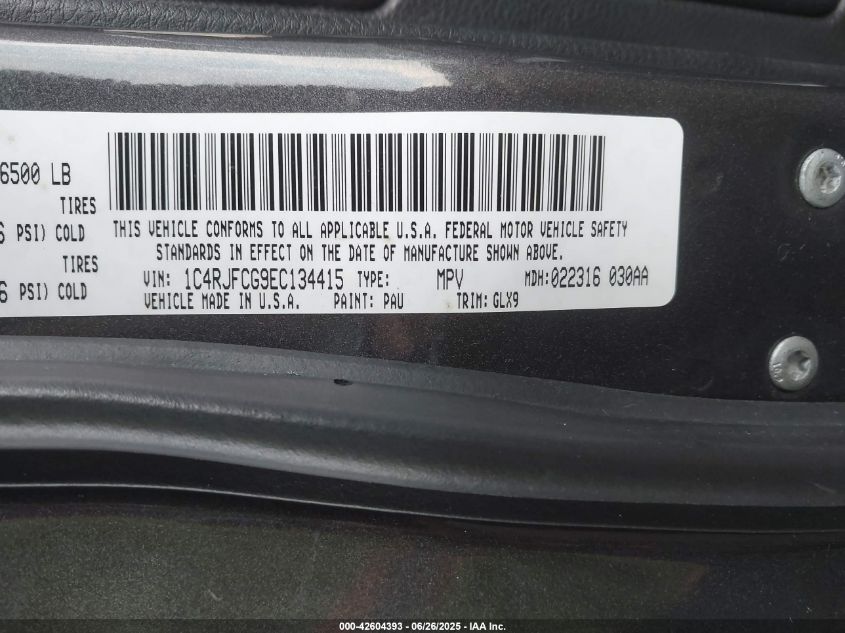 6500 LB
TIRES
6 PSI) COLD
TIRES
6 PSI) COLD
THIS VEHICLE CONFORMS TO ALL APPLICABLE U.S.A. FEDERAL MOTOR VEHICLE SAFETY
STANDARDS IN EFFECT ON THE DATE OF MANUFACTURE SHOWN ABOVE.
VIN: 1C4RJFCG9EC134415 TYPE: MPV MDH:022316 030AA
VEHICLE MADE IN U.S.A. PAINT: PAU TRIM: GLX9
000-42604393 - 06/26/2025 - IAA Inc.